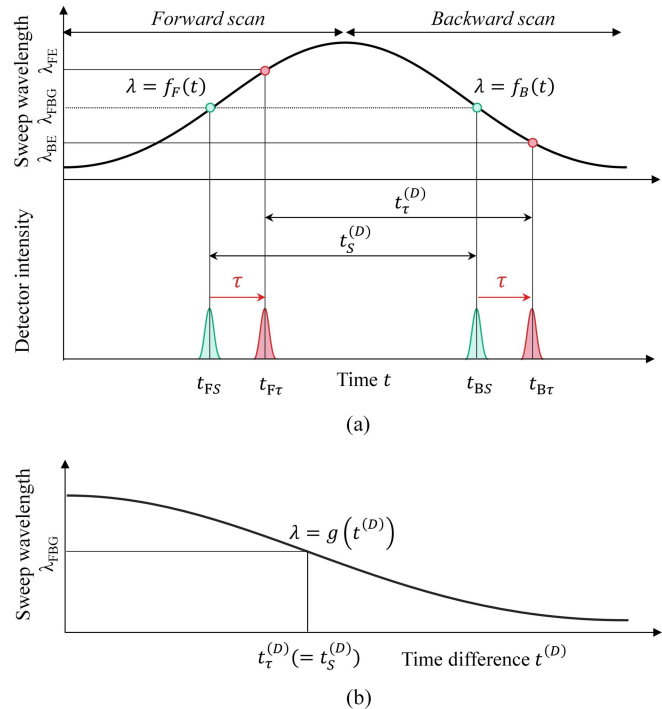 Forward scan
Backward scan
Sweep wavelength
λFE
λFBG
λBE
λ = fF(t)
λ = fB(t)
tτ(D)
tS(D)
Detector intensity
τ
τ
tFS
tFτ
Time t
tBS
tBτ
(a)
Sweep wavelength
λFBG
λ = g(t(D))
tτ(D)(= tS(D))
Time difference t(D)
(b)